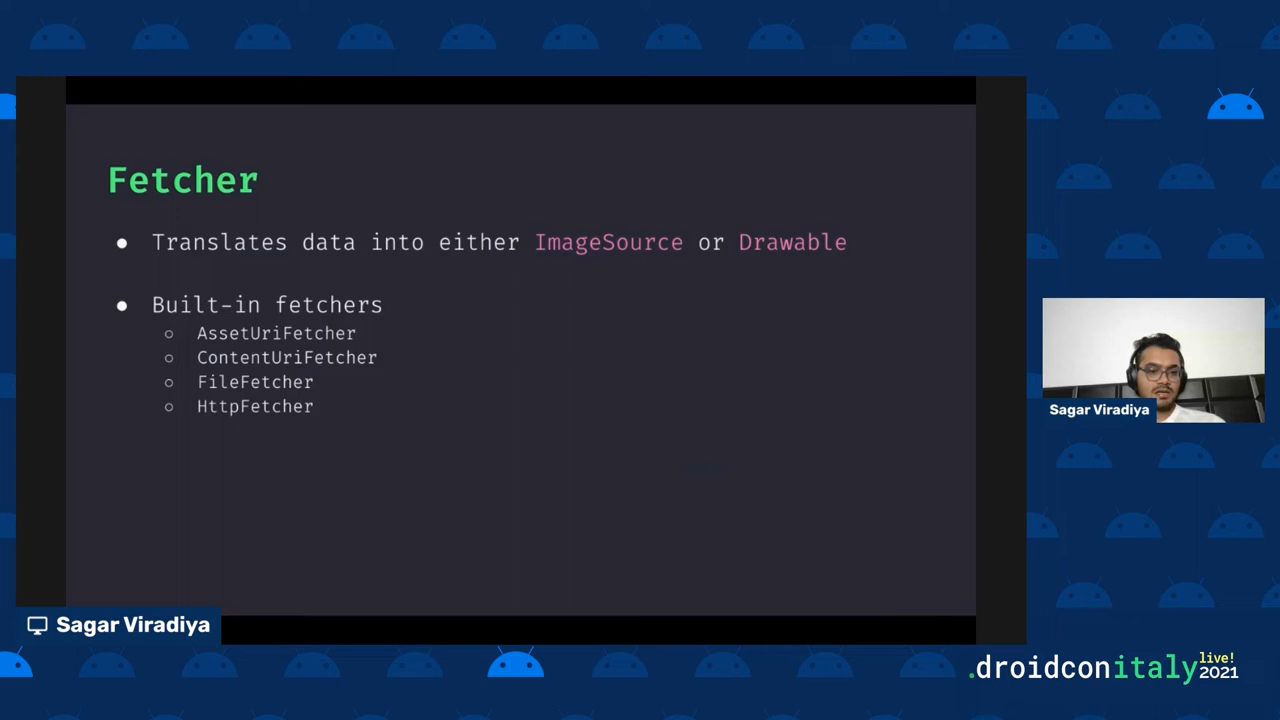 Fetcher
● Translates data into either ImageSource or Drawable
● Built-in fetchers
○ AssetUriFetcher
○ ContentUriFetcher
○ FileFetcher
○ HttpFetcher
Sagar Viradiya
Sagar Viradiya
.droidconitaly live! 2021